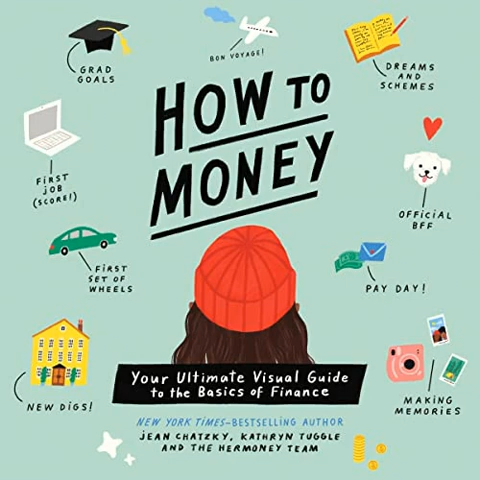 BON VOYAGE!
GRAD
GOALS
DREAMS
AND
SCHEMES
HOW TO
MONEY
FIRST
JOB
(SCORE!)
OFFICIAL
BFF
FIRST
SET OF
WHEELS
PAY DAY!
NEW DIGS!
MAKING
MEMORIES
Your Ultimate Visual Guide
to the Basics of Finance
NEW YORK TIMES–BESTSELLING AUTHOR
JEAN CHATZKY, KATHRYN TUGGLE
AND THE HERMONEY TEAM